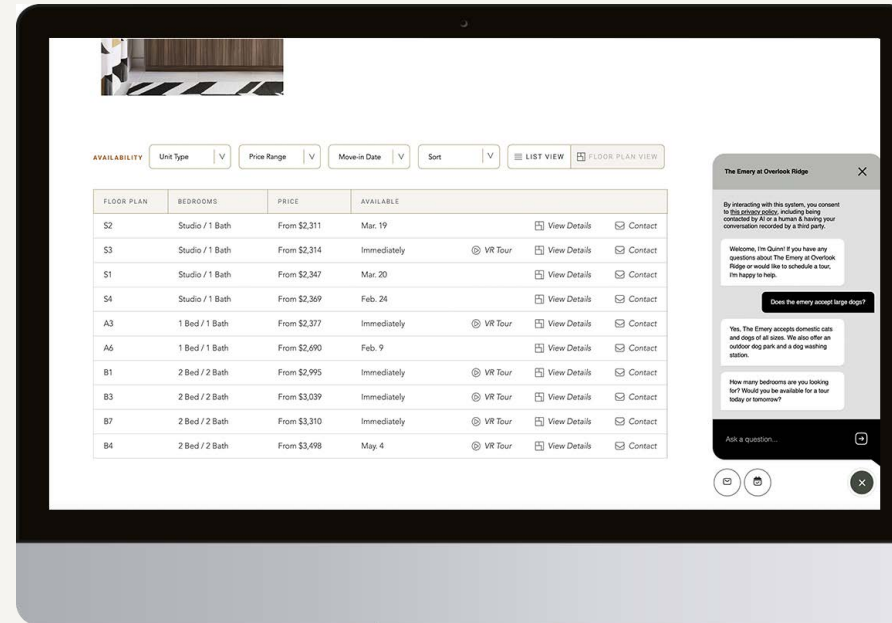 AVAILABILITY Unit Type Price Range Move-in Date Sort LIST VIEW FLOOR PLAN VIEW
FLOOR PLAN BEDROOMS PRICE AVAILABLE
S2 Studio / 1 Bath From $2,311 Mar. 19 View Details Contact
S3 Studio / 1 Bath From $2,314 Immediately VR Tour View Details Contact
S1 Studio / 1 Bath From $2,347 Mar. 20 View Details Contact
S4 Studio / 1 Bath From $2,369 Feb. 24 View Details Contact
A3 1 Bed / 1 Bath From $2,377 Immediately VR Tour View Details Contact
A6 1 Bed / 1 Bath From $2,690 Feb. 9 View Details Contact
B1 2 Bed / 2 Bath From $2,995 Immediately VR Tour View Details Contact
B3 2 Bed / 2 Bath From $3,039 Immediately VR Tour View Details Contact
B7 2 Bed / 2 Bath From $3,310 Immediately VR Tour View Details Contact
B4 2 Bed / 2 Bath From $3,498 May. 4 VR Tour View Details Contact
The Emery at Overlook Ridge
By interacting with this system, you consent
to this privacy policy, including being
contacted by AI or a human & having your
conversation recorded by a third party.
Welcome, I'm Quinn! If you have any
questions about The Emery at Overlook
Ridge or would like to schedule a tour,
I'm happy to help.
Does the emery accept large dogs?
Yes, The Emery accepts domestic cats
and dogs of all sizes. We also offer an
outdoor dog park and a dog washing
station.
How many bedrooms are you looking
for? Would you be available for a tour
today or tomorrow?
Ask a question...